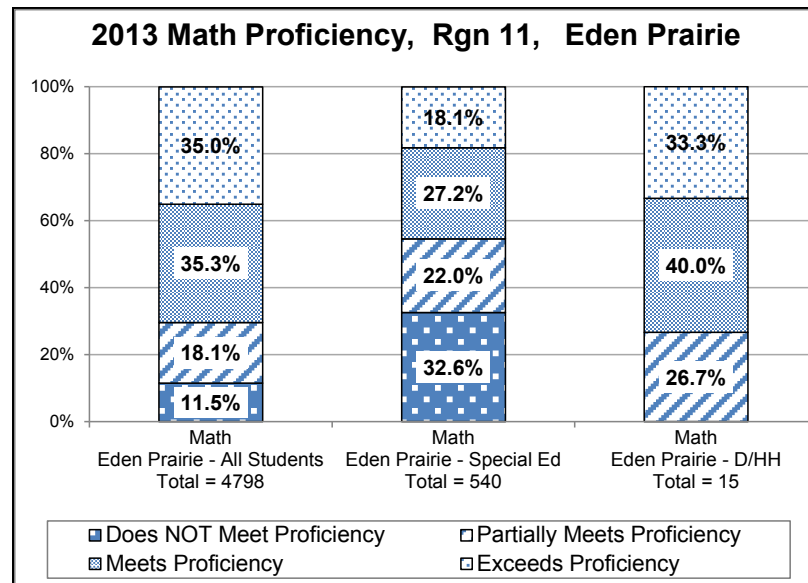 2013 Math Proficiency, Rgn 11, Eden Prairie
100%
80%
60%
40%
20%
0%
35.0%
35.3%
18.1%
11.5%
18.1%
27.2%
22.0%
32.6%
33.3%
40.0%
26.7%
Math
Eden Prairie - All Students
Total = 4798
Math
Eden Prairie - Special Ed
Total = 540
Math
Eden Prairie - D/HH
Total = 15
Does NOT Meet Proficiency
Partially Meets Proficiency
Meets Proficiency
Exceeds Proficiency